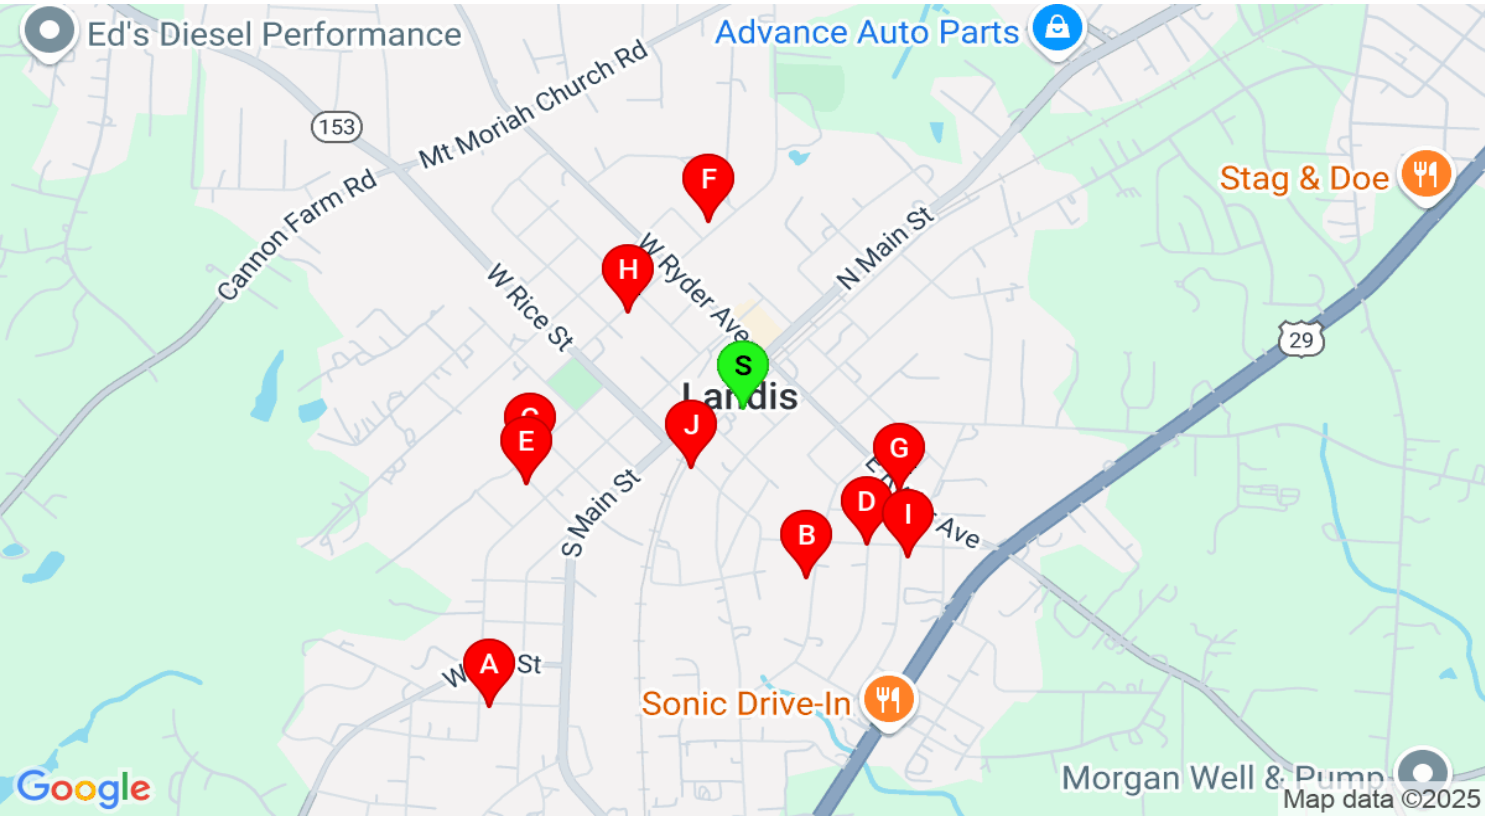 Ed's Diesel Performance
Advance Auto Parts
153
Mt Moriah Church Rd
Cannon Farm Rd
Stag & Doe
F
N Main St
W Ryder Ave
H
W Rice St
29
S
Landis
J
E
G
D
I
Ave
B
S Main St
A
W
St
Sonic Drive-In
Morgan Well & Pump
Google
Map data ©2025